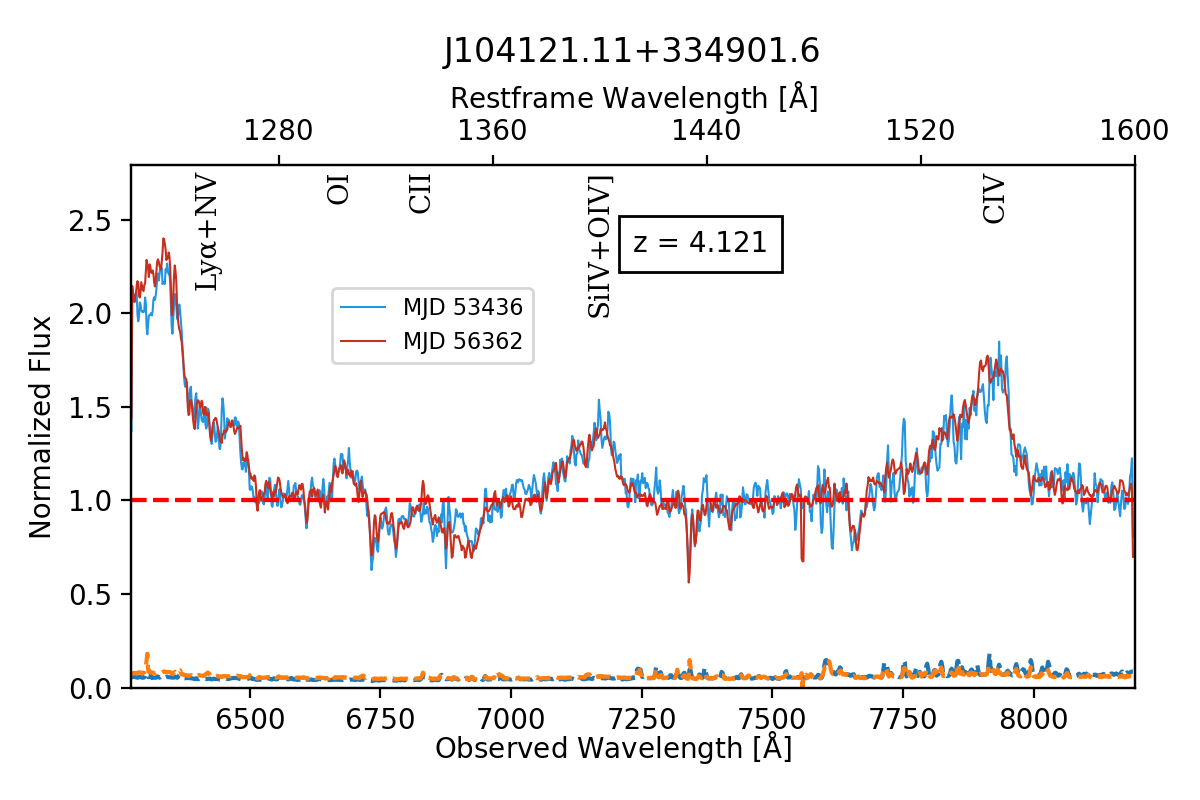 J104121.11+334901.6
Restframe Wavelength [Å]
1280 1360 1440 1520 1600
Lyα+NV
OI
CII
SiIV+OIV]
CIV
z = 4.121
MJD 53436
MJD 56362
Normalized Flux
2.5
2.0
1.5
1.0
0.5
0.0
6500 6750 7000 7250 7500 7750 8000
Observed Wavelength [Å]